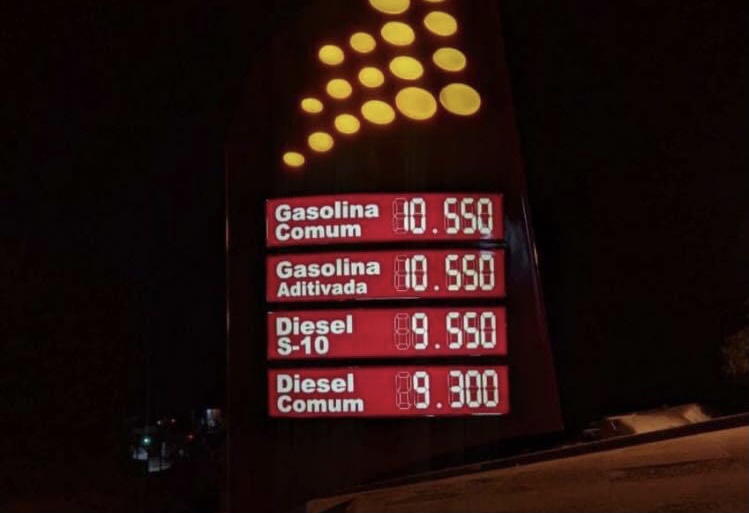 Gasolina
Comum 10.550
Gasolina
Aditivada 10.550
Diesel
S-10 9.550
Diesel
Comum 9.300